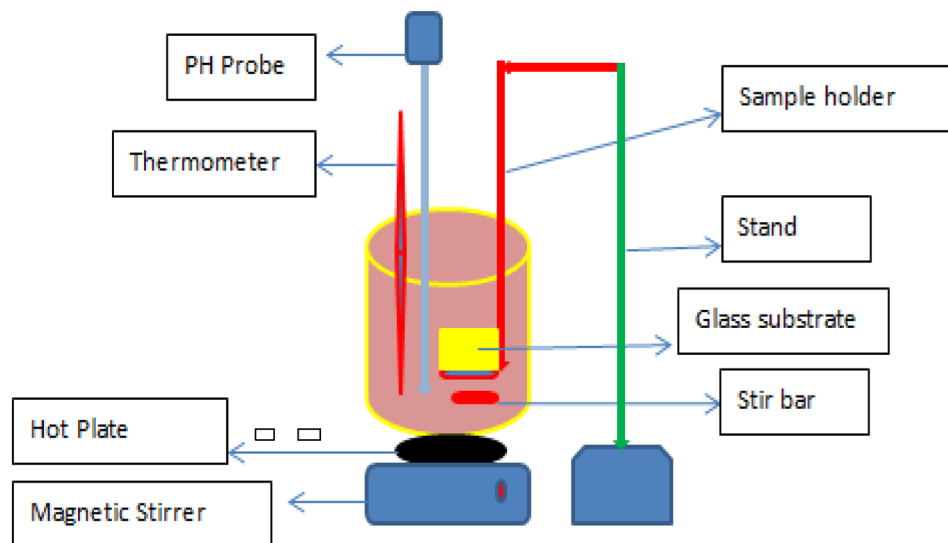 PH Probe
Sample holder
Thermometer
Stand
Glass substrate
Stir bar
Hot Plate
Magnetic Stirrer